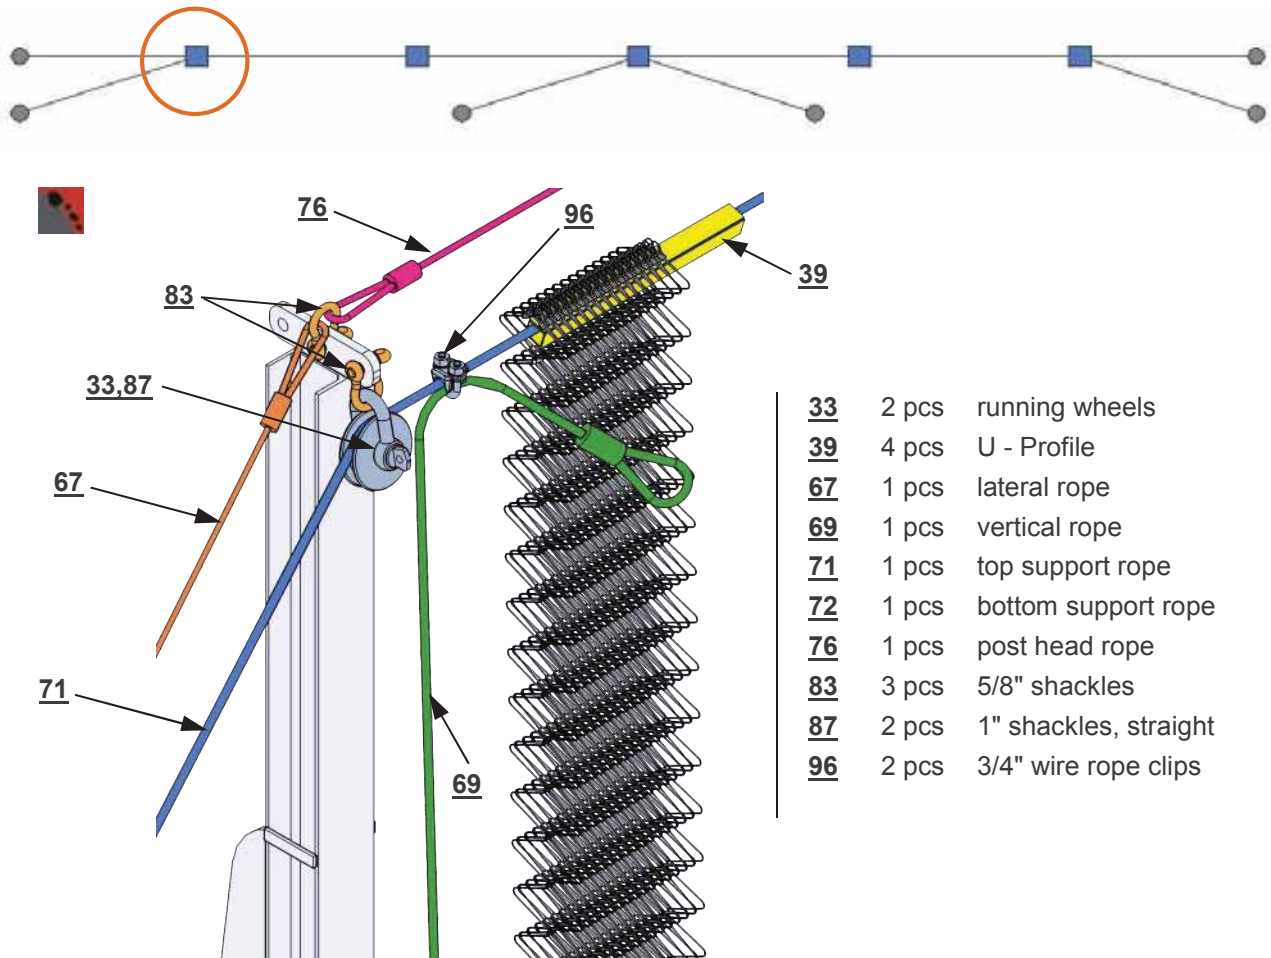 76
96
39
83
33,87
67
71
69
33 2 pcs running wheels
39 4 pcs U - Profile
67 1 pcs lateral rope
69 1 pcs vertical rope
71 1 pcs top support rope
72 1 pcs bottom support rope
76 1 pcs post head rope
83 3 pcs 5/8" shackles
87 2 pcs 1" shackles, straight
96 2 pcs 3/4" wire rope clips